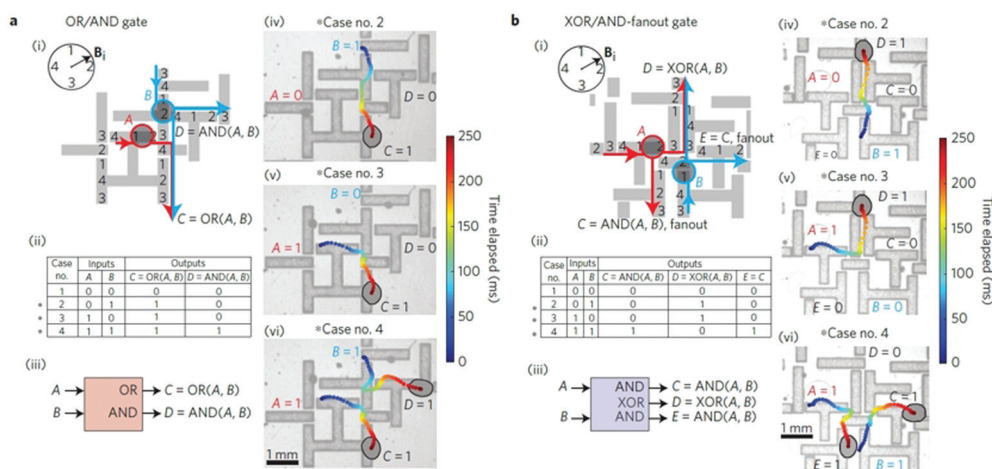 a OR/AND gate
(i)
1
4 2
3
Bi
3
4
1
B
2
4 1 2 3
A
D = AND(A, B)
3 4 1 2 3
4
1
3
4
1
2
3
C = OR(A, B)
(ii)
Case no. Inputs Outputs
A B C = OR(A, B) D = AND(A, B)
1 0 0 0 0
* 2 0 1 1 0
* 3 1 0 1 0
* 4 1 1 1 1
(iii)
A OR C = OR(A, B)
B AND D = AND(A, B)
(iv) *Case no. 2
B = 1
A = 0
D = 0
C = 1
(v) *Case no. 3
B = 0
A = 1
D = 0
C = 1
(vi) *Case no. 4
B = 1
A = 1
D = 1
C = 1
1 mm
250
200
150
100
50
0
Time elapsed (ms)
b XOR/AND-fanout gate
(i)
1
4 2
3
Bi
D = XOR(A, B)
A
E = C, fanout
B
C = AND(A, B), fanout
(ii)
Case no. Inputs Outputs
A B C = AND(A, B) D = XOR(A, B) E = C
1 0 0 0 0 0
* 2 0 1 0 1 0
* 3 1 0 0 1 0
* 4 1 1 1 0 1
(iii)
A AND C = AND(A, B)
XOR D = XOR(A, B)
B AND E = AND(A, B)
(iv) *Case no. 2
D = 1
A = 0
C = 0
E = 0
B = 1
(v) *Case no. 3
D = 1
A = 1
C = 0
E = 0
B = 0
(vi) *Case no. 4
D = 0
A = 1
C = 1
1 mm
E = 1
B = 1
250
200
150
100
50
0
Time elapsed (ms)